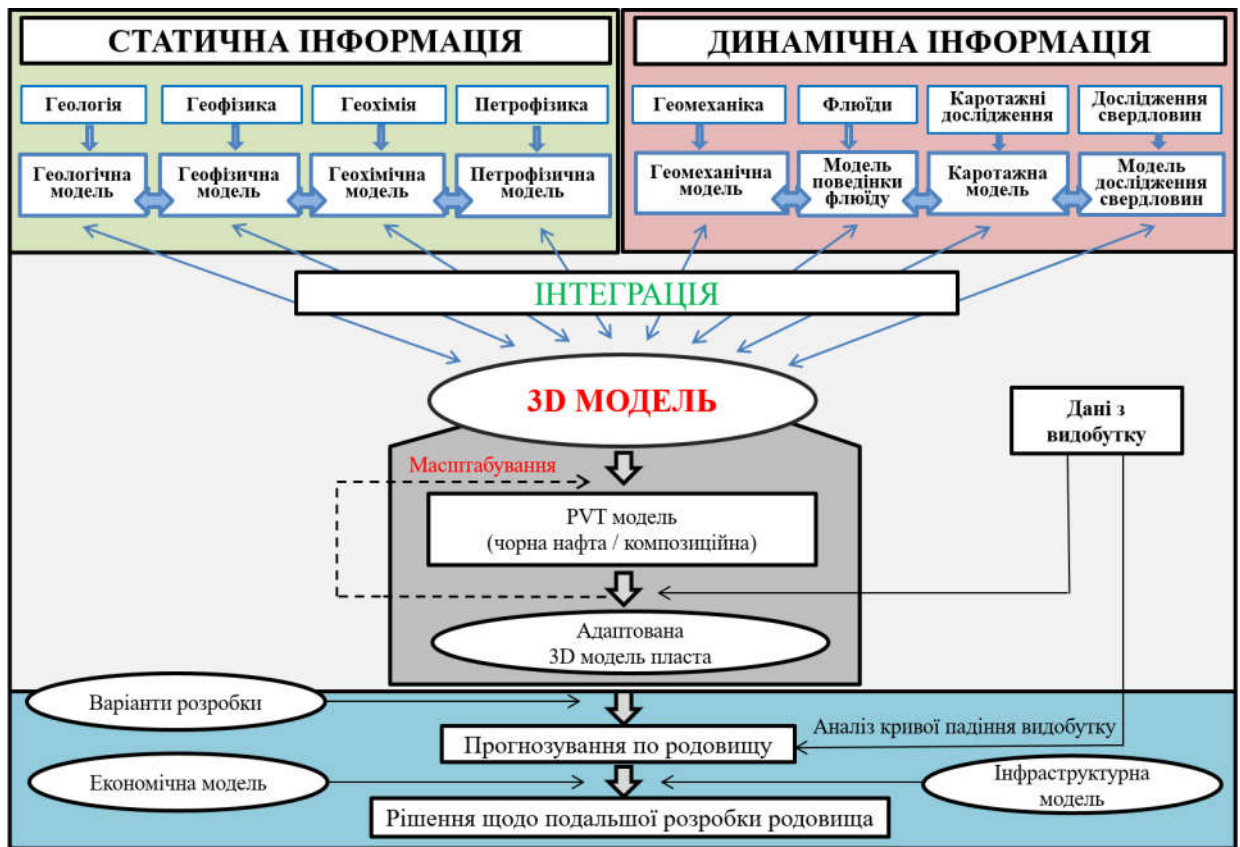 СТАТИЧНА ІНФОРМАЦІЯ
ДИНАМІЧНА ІНФОРМАЦІЯ
Геологія
Геофізика
Геохімія
Петрофізика
Геомеханіка
Флюїди
Каротажні
дослідження
Дослідження
свердловин
Геологічна
модель
Геофізична
модель
Геохімічна
модель
Петрофізична
модель
Геомеханічна
модель
Модель
поведінки
флюїду
Каротажна
модель
Модель
дослідження
свердловин
ІНТЕГРАЦІЯ
3D МОДЕЛЬ
Дані з
видобутку
Масштабування
PVT модель
(чорна нафта / композиційна)
Адаптована
3D модель пласта
Варіанти розробки
Аналіз кривої падіння видобутку
Прогнозування по родовищу
Економічна модель
Інфраструктурна
модель
Рішення щодо подальшої розробки родовища